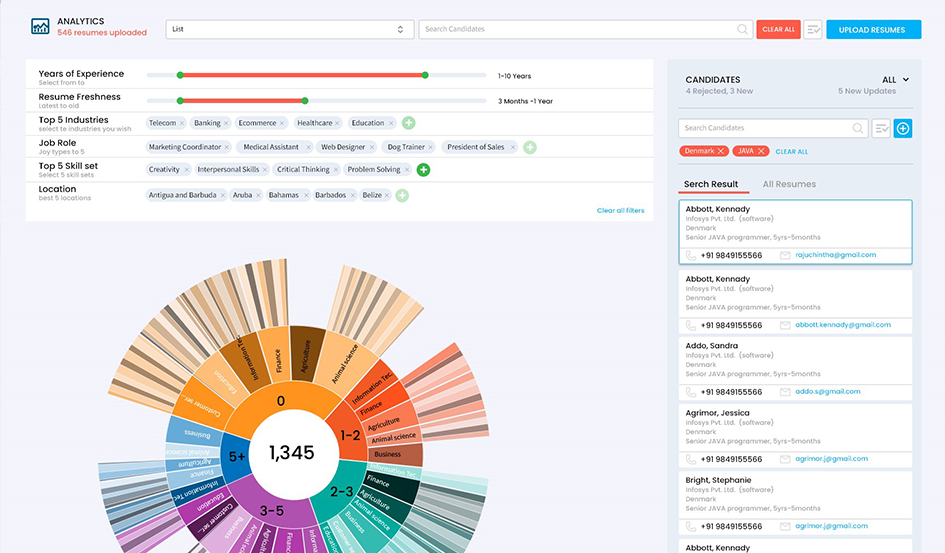 ANALYTICS
546 resumes uploaded
List
Search Candidates
CLEAR ALL
UPLOAD RESUMES
Years of Experience
Select from to
1-10 Years
Resume Freshness
Latest to old
3 Months -1 Year
Top 5 Industries
select te industries you wish
Telecom × Banking × Ecommerce × Healthcare × Education ×
Job Role
Joy types to 5
Marketing Coordinator × Medical Assistant × Web Designer × Dog Trainer × President of Sales ×
Top 5 Skill set
Select 5 skill sets
Creativity × Interpersonal Skills × Critical Thinking × Problem Solving ×
Location
best 5 locations
Antigua and Barbuda × Aruba × Bahamas × Barbados × Belize ×
Clear all filters
1,345
0
Customer ser...
Education
Information Tec.
Finance
Agriculture
Animal science
1-2
Information Tec.
Finance
Agriculture
Animal science
Business
2-3
Information Tec.
Finance
Agriculture
Animal science
Business
3-5
Education
Customer set...
Business
5+
Business
Animal science
Agriculture
Finance
Information Tec.
CANDIDATES
4 Rejected, 3 New
ALL
5 New Updates
Search Candidates
Denmark × JAVA × CLEAR ALL
Serch Result
All Resumes
Abbott, Kennady
Infosys Pvt. Ltd. (software)
Denmark
Senior JAVA programmer, 5yrs-5months
+91 9849155566 rajuchintha@gmail.com
Abbott, Kennady
Infosys Pvt. Ltd. (software)
Denmark
Senior JAVA programmer, 5yrs-5months
+91 9849155566 abbott.kennady@gmail.com
Addo, Sandra
Infosys Pvt. Ltd. (software)
Denmark
Senior JAVA programmer, 5yrs-5months
+91 9849155566 addo.s@gmail.com
Agrimor, Jessica
Infosys Pvt. Ltd. (software)
Denmark
Senior JAVA programmer, 5yrs-5months
+91 9849155566 agrimor.j@gmail.com
Bright, Stephanie
Infosys Pvt. Ltd. (software)
Denmark
Senior JAVA programmer, 5yrs-5months
+91 9849155566 agrimor.j@gmail.com
Abbott, Kennady